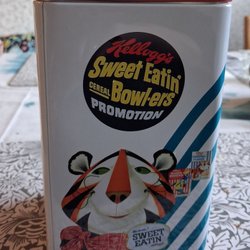 Kellogg's
Sweet Eatin'
CEREAL Bowl-ers
PROMOTION
SWEET
EATIN'